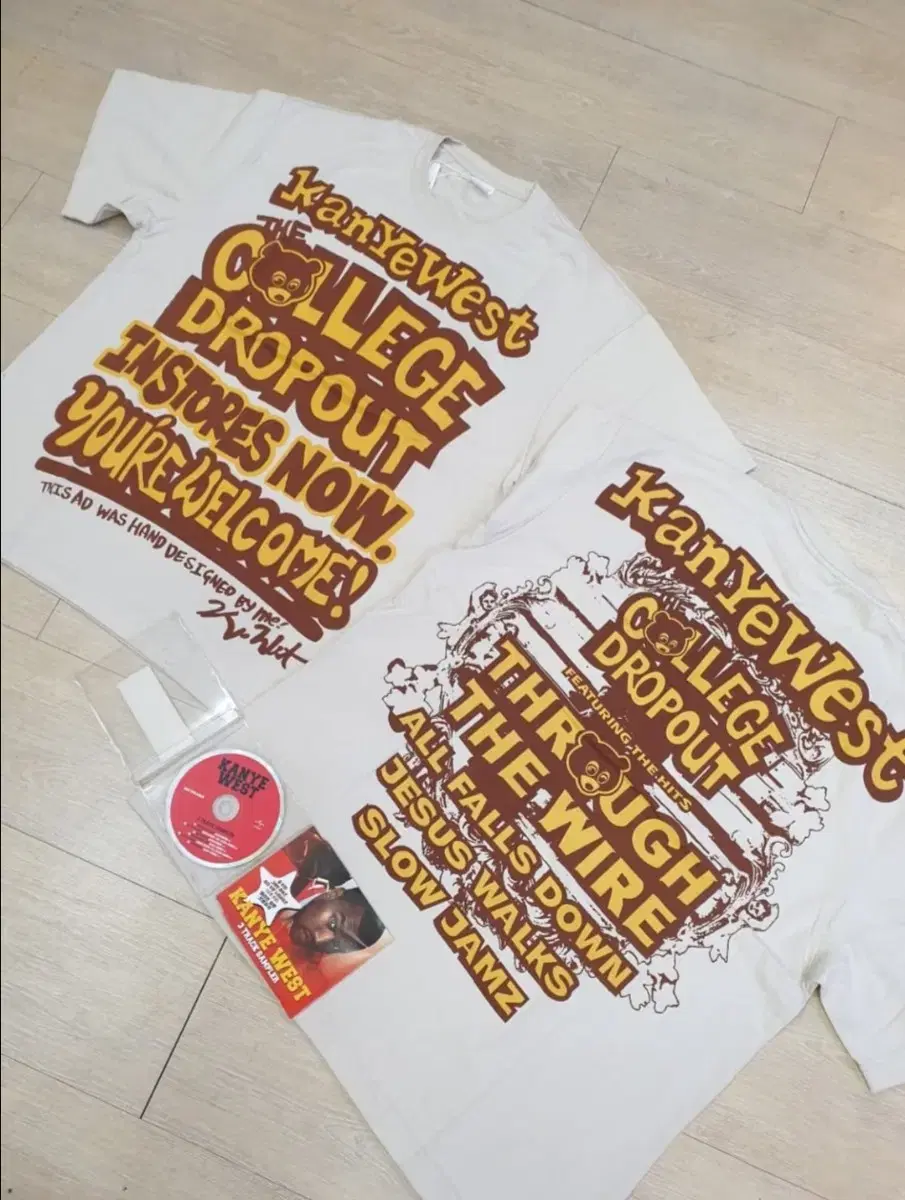 KanYeWest
THE
COLLEGE
DROPOUT
INSTORES NOW.
YOU'RE WELCOME!
THIS AD WAS HAND DESIGNED BY ME!
KanYeWest
THE
COLLEGE
DROPOUT
FEATURING THE HITS
THROUGH
THE WIRE
ALL FALLS DOWN
JESUS WALKS
SLOW JAMZ
KANYE
WEST
KANYE WEST
3 TRACK SAMPLER